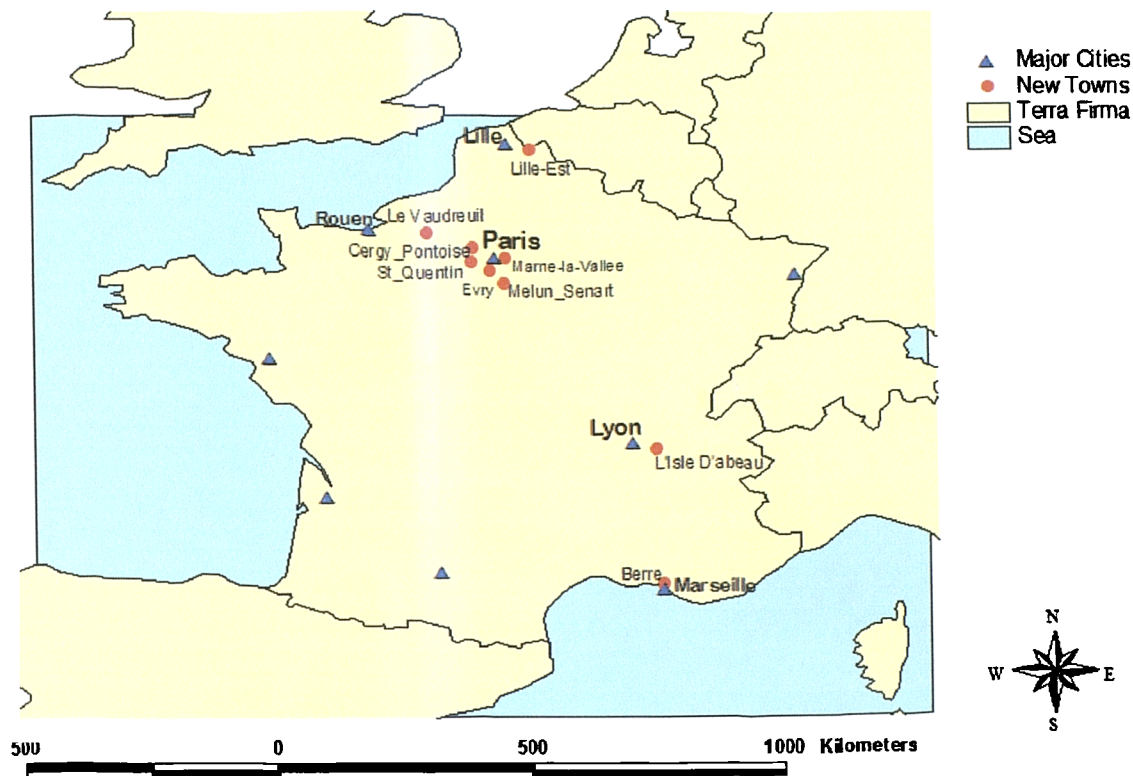 Major Cities
New Towns
Terra Firma
Sea
Lille
Lille-Est
Rouen
Le Vaudreuil
Paris
Cergy_Pontoise
Marne-la-Vallee
St_Quentin
Evry
Melun_Senart
Lyon
L'Isle D'abeau
Berre
Marseille
N
W E
S
500 0 500 1000 Kilometers